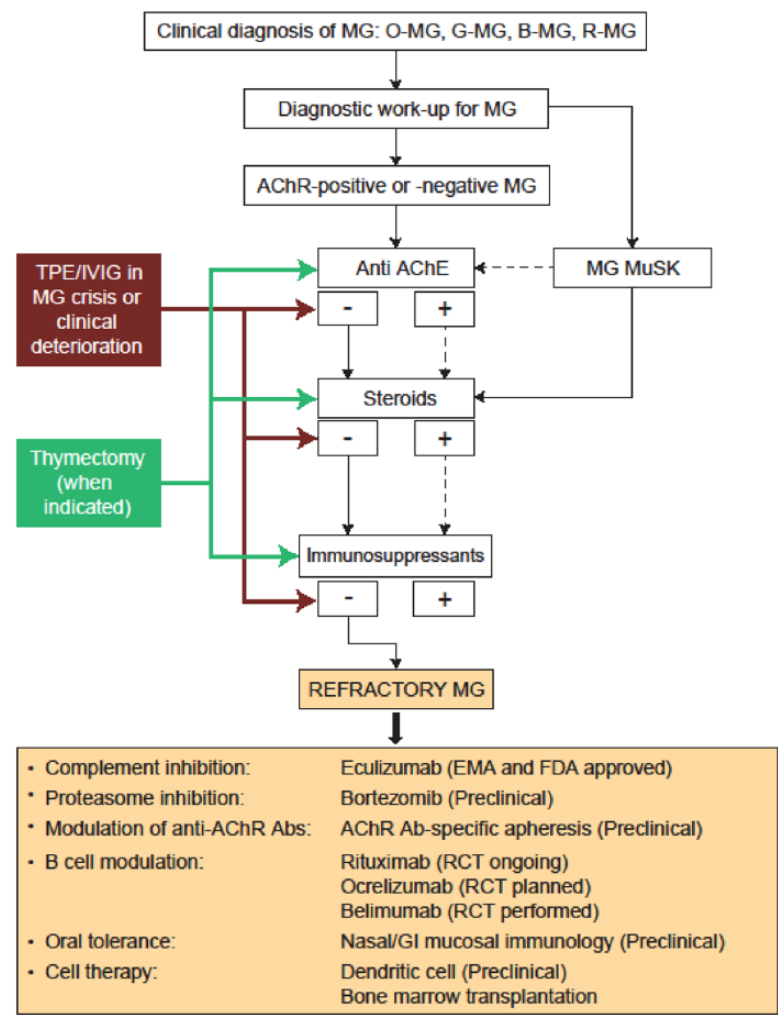 Clinical diagnosis of MG: O-MG, G-MG, B-MG, R-MG
Diagnostic work-up for MG
AChR-positive or -negative MG
TPE/IVIG in
MG crisis or
clinical
deterioration
Anti AChE
MG MuSK
- +
Steroids
- +
Thymectomy
(when
indicated)
Immunosuppressants
- +
REFRACTORY MG
• Complement inhibition: Eculizumab (EMA and FDA approved)
• Proteasome inhibition: Bortezomib (Preclinical)
• Modulation of anti-AChR Abs: AChR Ab-specific apheresis (Preclinical)
• B cell modulation: Rituximab (RCT ongoing)
Ocrelizumab (RCT planned)
Belimumab (RCT performed)
• Oral tolerance: Nasal/GI mucosal immunology (Preclinical)
• Cell therapy: Dendritic cell (Preclinical)
Bone marrow transplantation